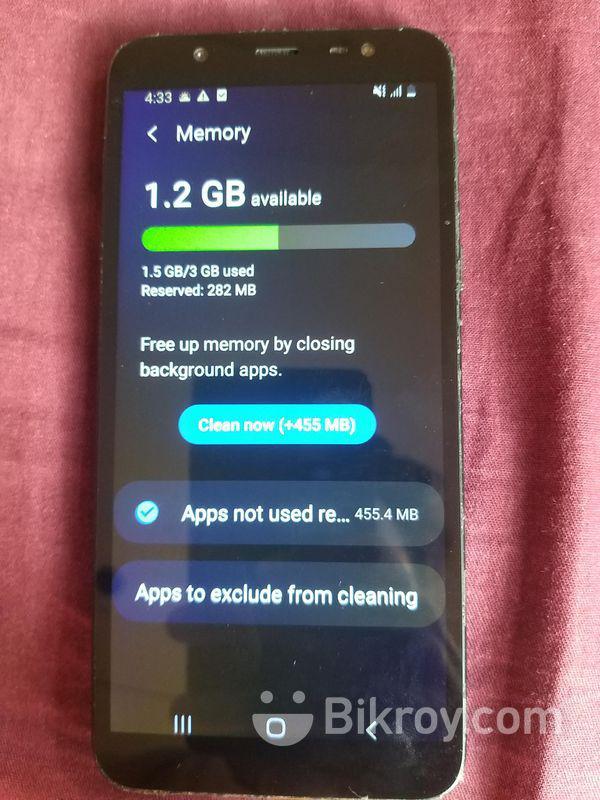 4:33
Memory
1.2 GB available
1.5 GB/3 GB used
Reserved: 282 MB
Free up memory by closing
background apps.
Clean now (+455 MB)
Apps not used re... 455.4 MB
Apps to exclude from cleaning
Bikroy.com